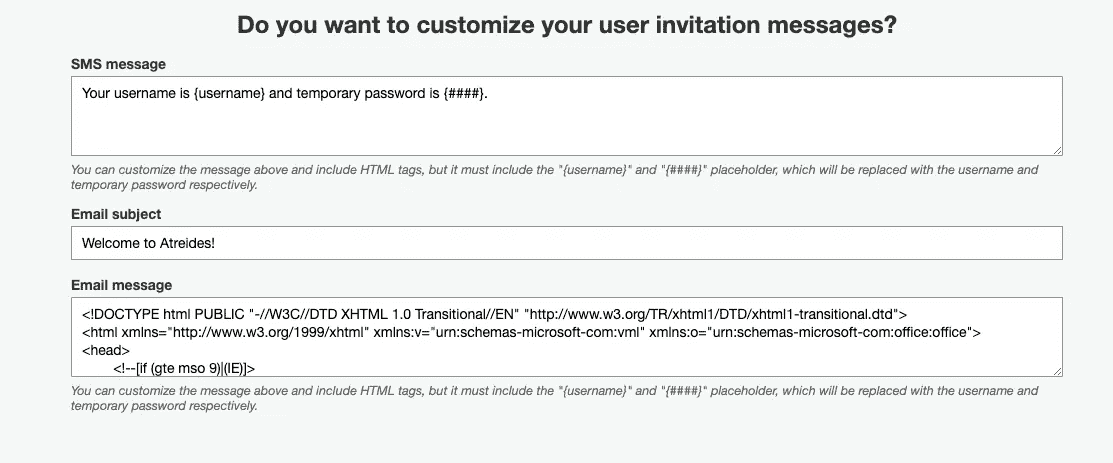 Do you want to customize your user invitation messages?
SMS message
Your username is {username} and temporary password is {####}.
You can customize the message above and include HTML tags, but it must include the "{username}" and "{####}" placeholder, which will be replaced with the username and
temporary password respectively.
Email subject
Welcome to Atreides!
Email message
<!DOCTYPE html PUBLIC "-//W3C//DTD XHTML 1.0 Transitional//EN" "http://www.w3.org/TR/xhtml1/DTD/xhtml1-transitional.dtd">
<html xmlns="http://www.w3.org/1999/xhtml" xmlns:v="urn:schemas-microsoft-com:vml" xmlns:o="urn:schemas-microsoft-com:office:office">
<head>
<!--[if (gte mso 9)|(IE)]>
You can customize the message above and include HTML tags, but it must include the "{username}" and "{####}" placeholder, which will be replaced with the username and
temporary password respectively.